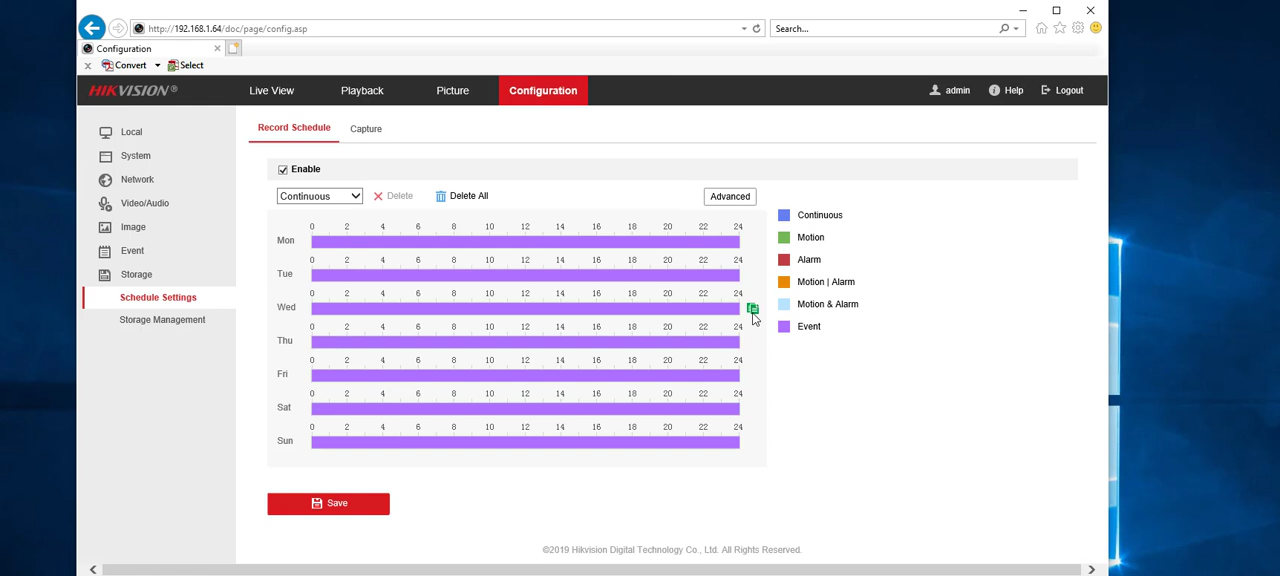 http://192.168.1.64/doc/page/config.asp
Search...
Configuration
Convert
Select
HIKVISION®
Live View
Playback
Picture
Configuration
admin
Help
Logout
Local
System
Network
Video/Audio
Image
Event
Storage
Schedule Settings
Storage Management
Record Schedule
Capture
Enable
Continuous
Delete
Delete All
Advanced
0 2 4 6 8 10 12 14 16 18 20 22 24
Mon
0 2 4 6 8 10 12 14 16 18 20 22 24
Tue
0 2 4 6 8 10 12 14 16 18 20 22 24
Wed
0 2 4 6 8 10 12 14 16 18 20 22 24
Thu
0 2 4 6 8 10 12 14 16 18 20 22 24
Fri
0 2 4 6 8 10 12 14 16 18 20 22 24
Sat
0 2 4 6 8 10 12 14 16 18 20 22 24
Sun
Continuous
Motion
Alarm
Motion | Alarm
Motion & Alarm
Event
Save
©2019 Hikvision Digital Technology Co., Ltd. All Rights Reserved.